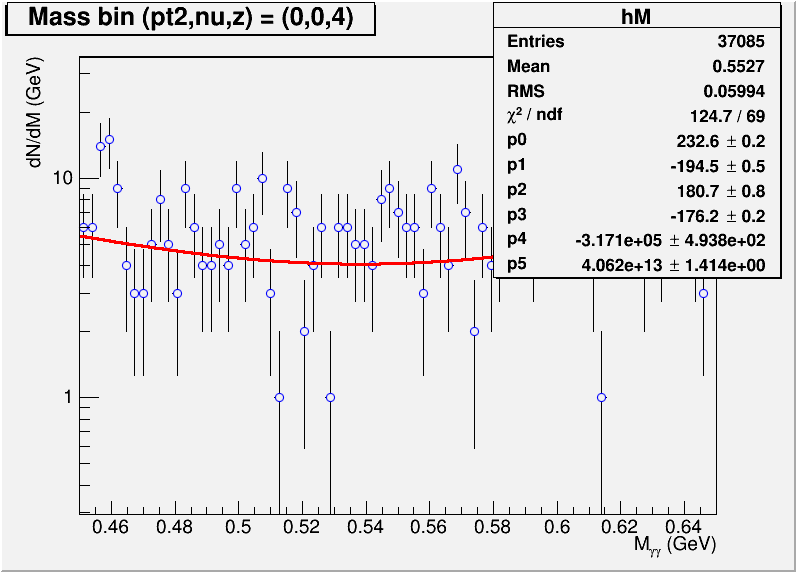 Mass bin (pt2,nu,z) = (0,0,4)
hM
Entries 37085
Mean 0.5527
RMS 0.05994
χ² / ndf 124.7 / 69
p0 232.6 ± 0.2
p1 -194.5 ± 0.5
p2 180.7 ± 0.8
p3 -176.2 ± 0.2
p4 -3.171e+05 ± 4.938e+02
p5 4.062e+13 ± 1.414e+00
dN/dM (GeV)
10
1
0.46 0.48 0.5 0.52 0.54 0.56 0.58 0.6 0.62 0.64
Mγγ (GeV)